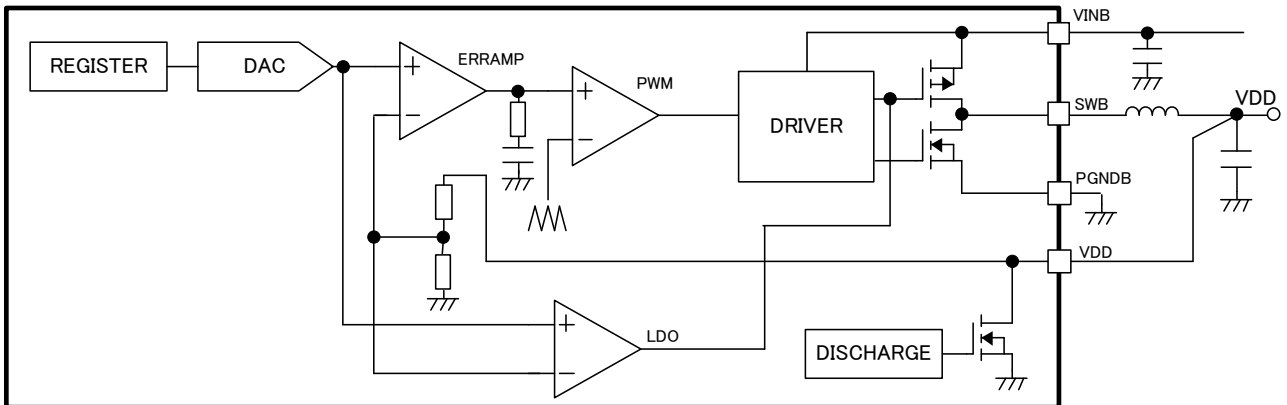 VINB
REGISTER
DAC
+
−
ERRAMP
+
−
PWM
DRIVER
SWB
VDD
PGNDB
VDD
+
−
LDO
DISCHARGE